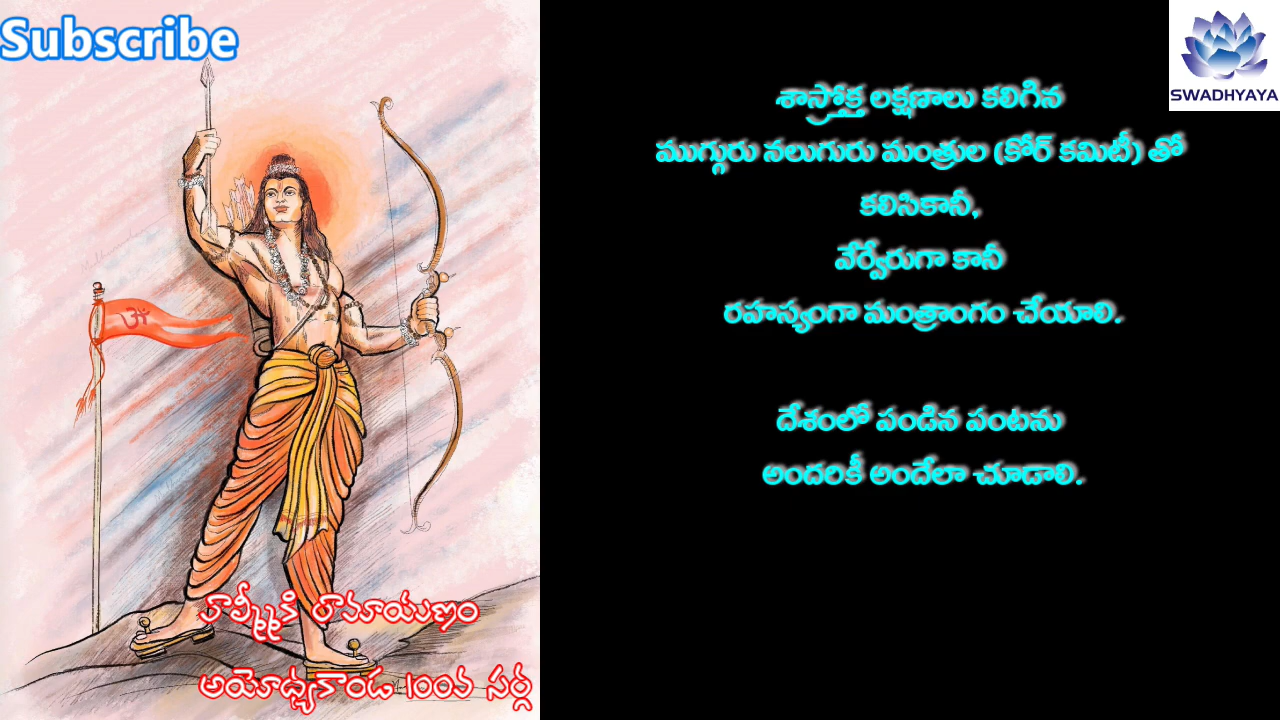 Subscribe
SWADHYAYA
శాస్త్రోక్త లక్షణాలు కలిగిన
ముగ్గురు నలుగురు మంత్రుల (కోర్ కమిటీ) తో
కలిసికానీ,
వేర్వేరుగా కానీ
రహస్యంగా మంత్రాంగం చేయాలి.
దేశంలో పండిన పంటను
అందరికీ అందేలా చూడాలి.
వాల్మీకి రామాయణం
అయోధ్యకాండ 100వ సర్గ